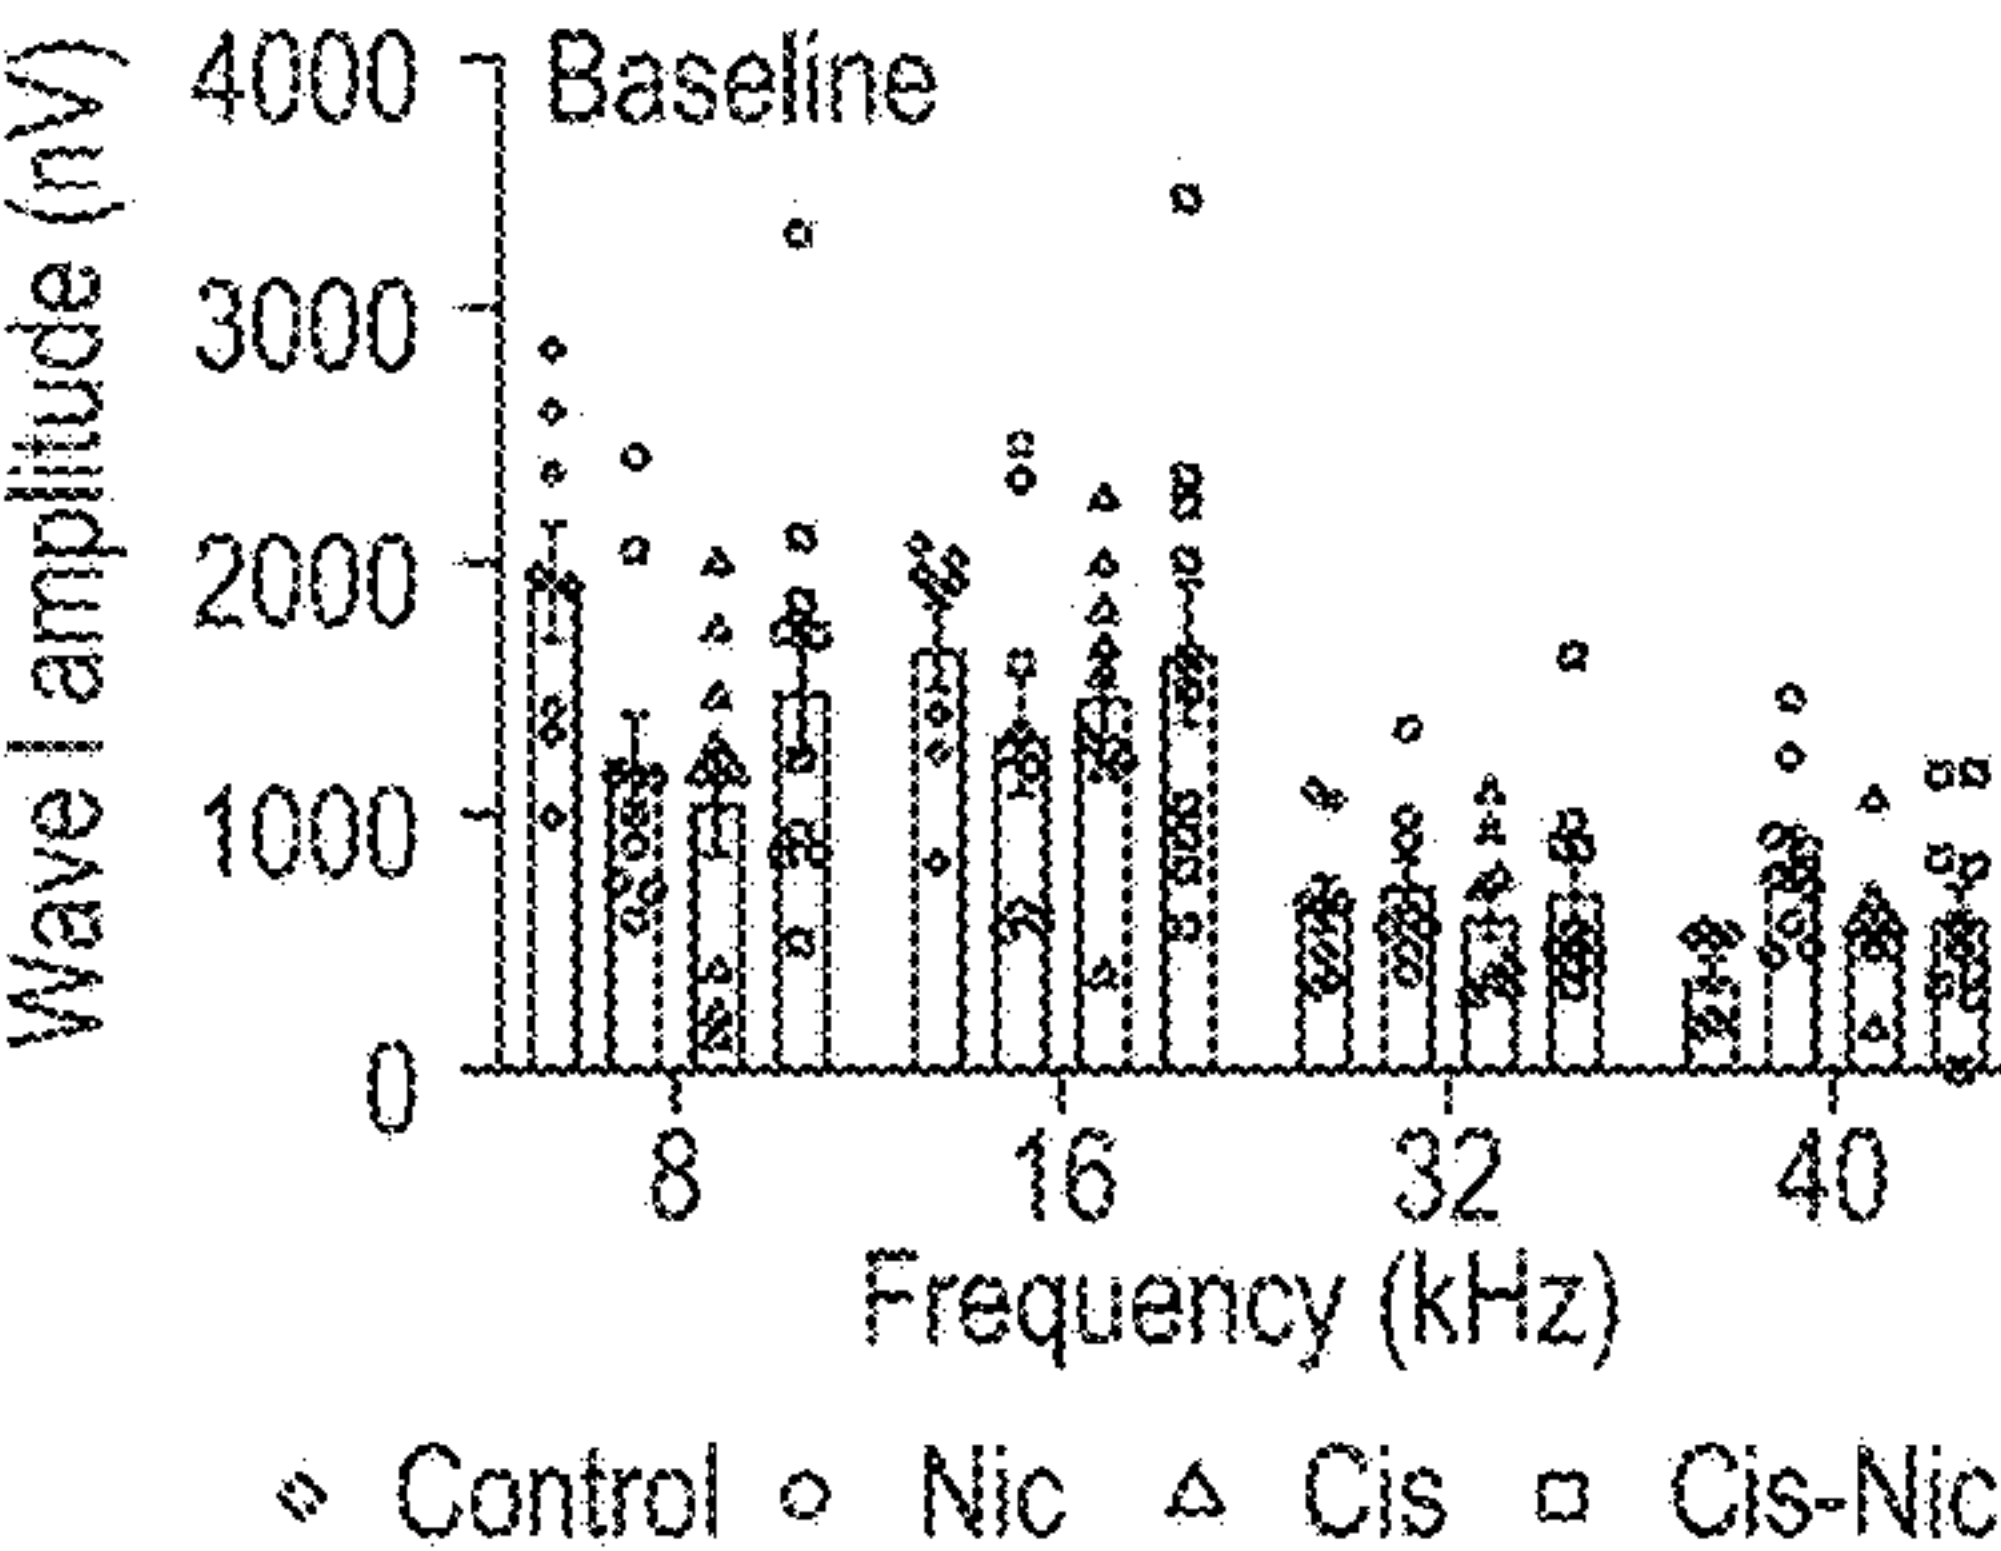 Wave I amplitude (nV)
4000
3000
2000
1000
0
Baseline
8 16 32 40
Frequency (kHz)
Control Nic Cis Cis-Nic